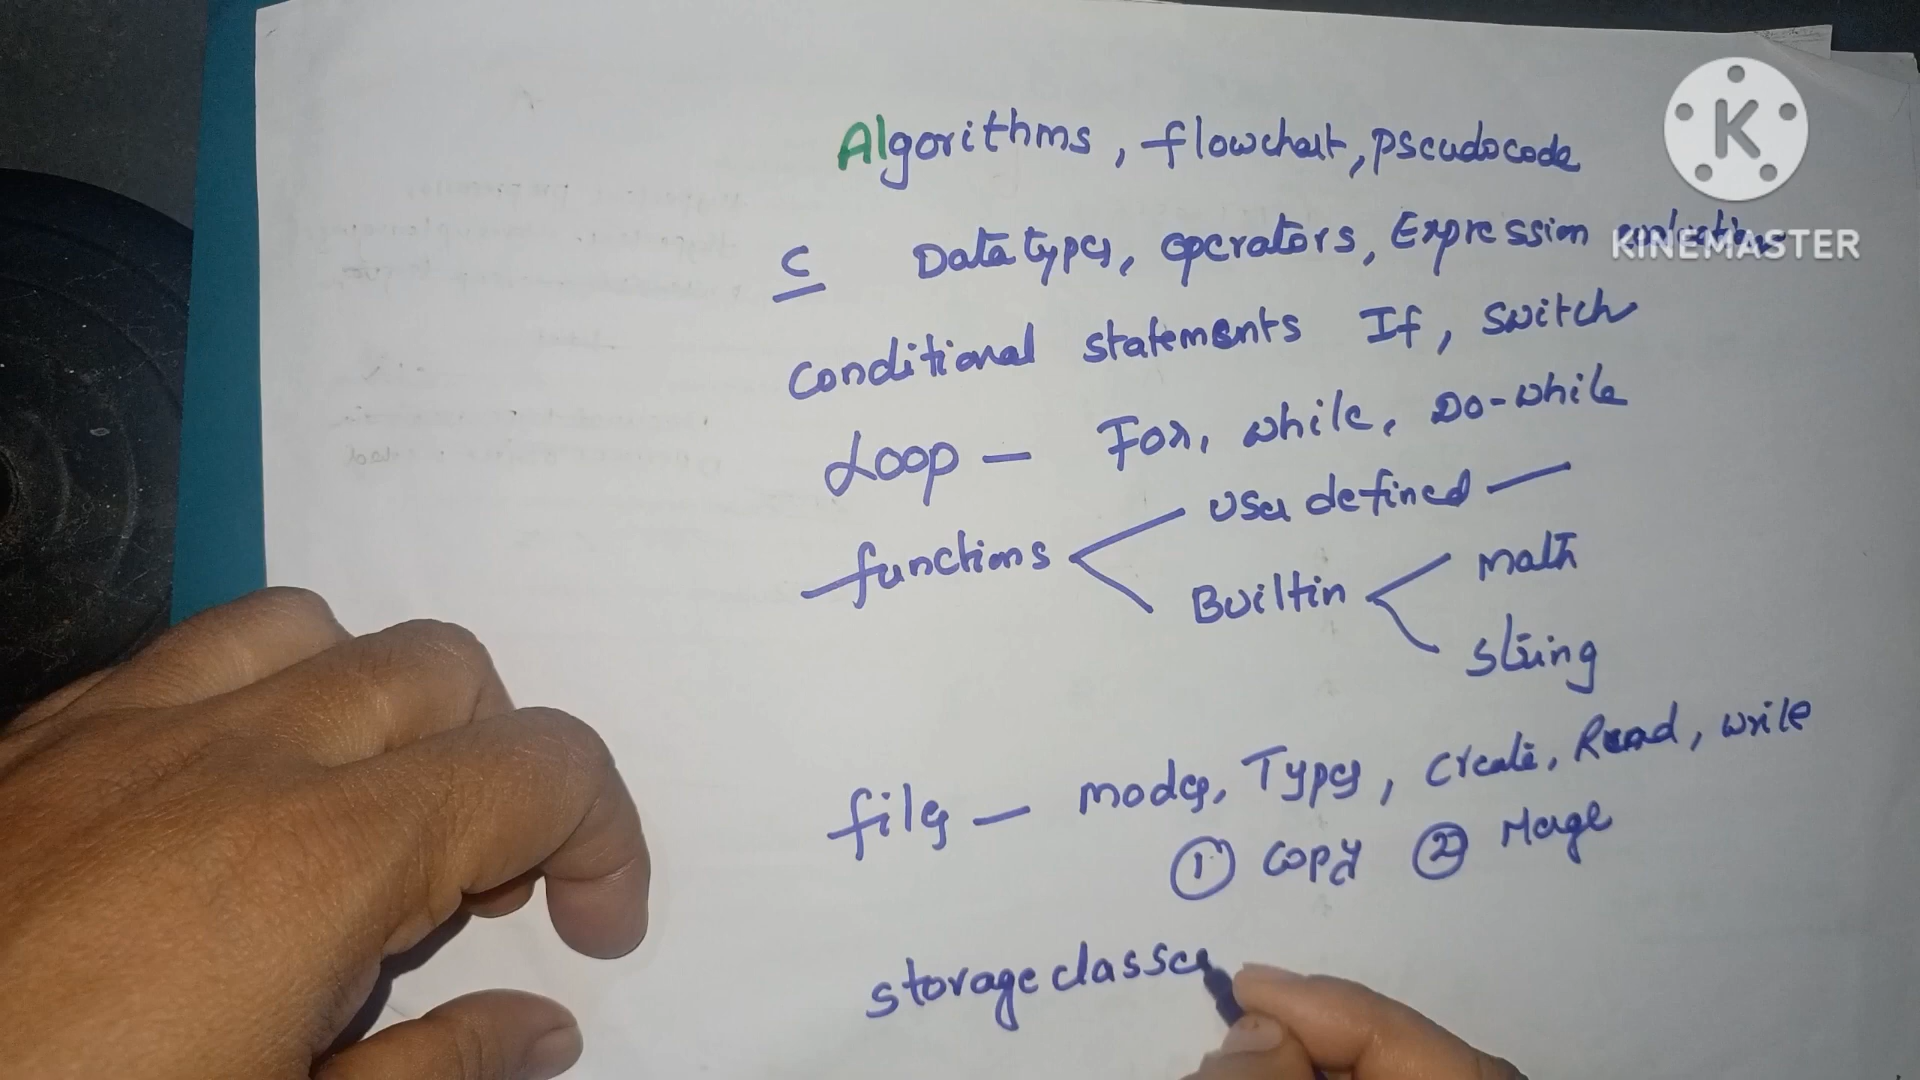 Algorithms, flowchart, pseudocode
C Datatypes, operators, Expression
KINEMASTER
conditional statements If, switch
Loop — For, while, Do-while
functions user defined —
Builtin math
string
files — modes, Types, create, Read, write
① copy ② Merge
storage classes